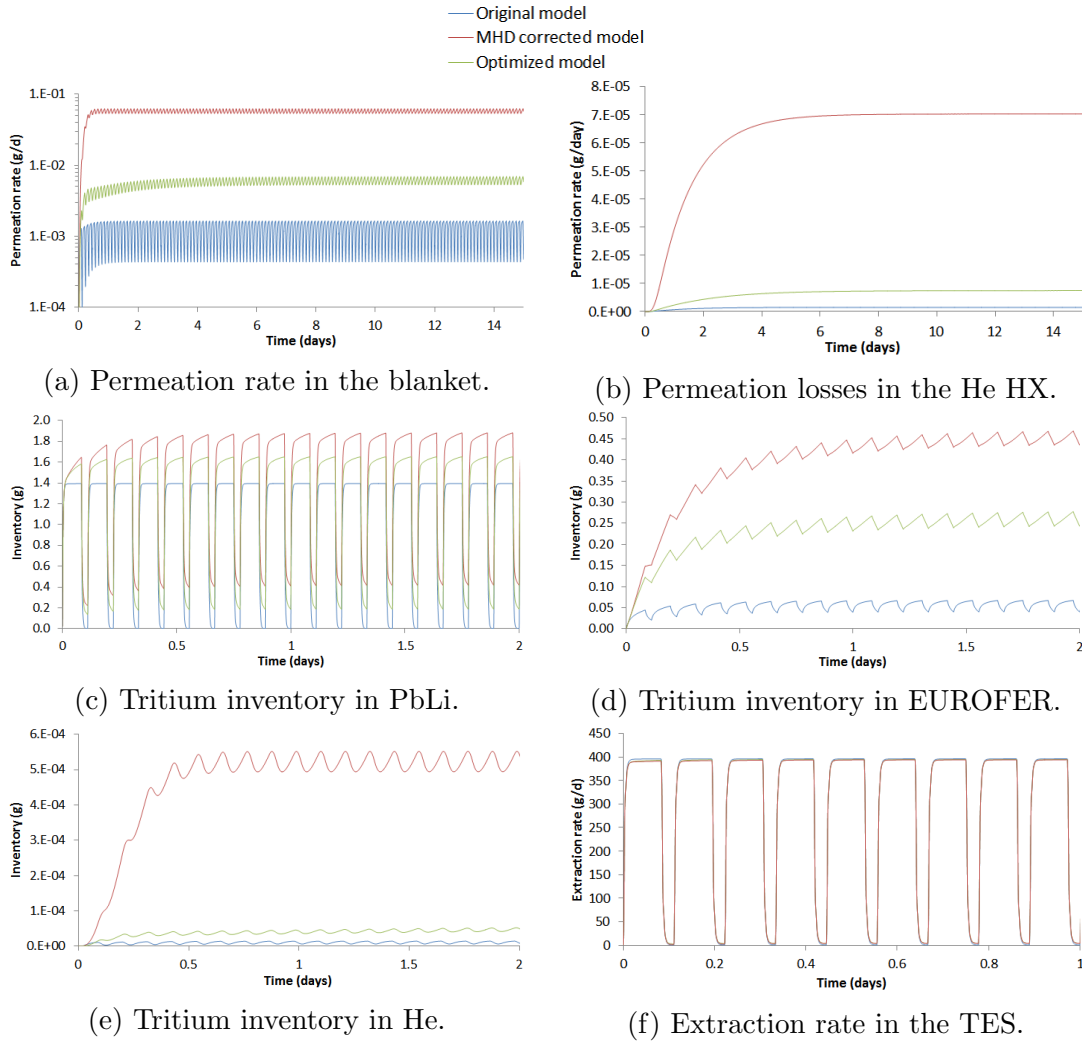 Original model
MHD corrected model
Optimized model
1.E-01
1.E-02
1.E-03
1.E-04
Permeation rate (g/d)
0 2 4 6 8 10 12 14
Time (days)
(a) Permeation rate in the blanket.
8.E-05
7.E-05
6.E-05
5.E-05
4.E-05
3.E-05
2.E-05
1.E-05
0.E+00
Permeation rate (g/day)
0 2 4 6 8 10 12 14
Time (days)
(b) Permeation losses in the He HX.
2.0
1.8
1.6
1.4
1.2
1.0
0.8
0.6
0.4
0.2
0.0
Inventory (g)
0 0.5 1 1.5 2
Time (days)
(c) Tritium inventory in PbLi.
0.50
0.45
0.40
0.35
0.30
0.25
0.20
0.15
0.10
0.05
0.00
Inventory (g)
0 0.5 1 1.5 2
Time (days)
(d) Tritium inventory in EUROFER.
6.E-04
5.E-04
4.E-04
3.E-04
2.E-04
1.E-04
0.E+00
Inventory (g)
0 0.5 1 1.5 2
Time (days)
(e) Tritium inventory in He.
450
400
350
300
250
200
150
100
50
0
Extraction rate (g/d)
0 0.2 0.4 0.6 0.8 1
Time (days)
(f) Extraction rate in the TES.